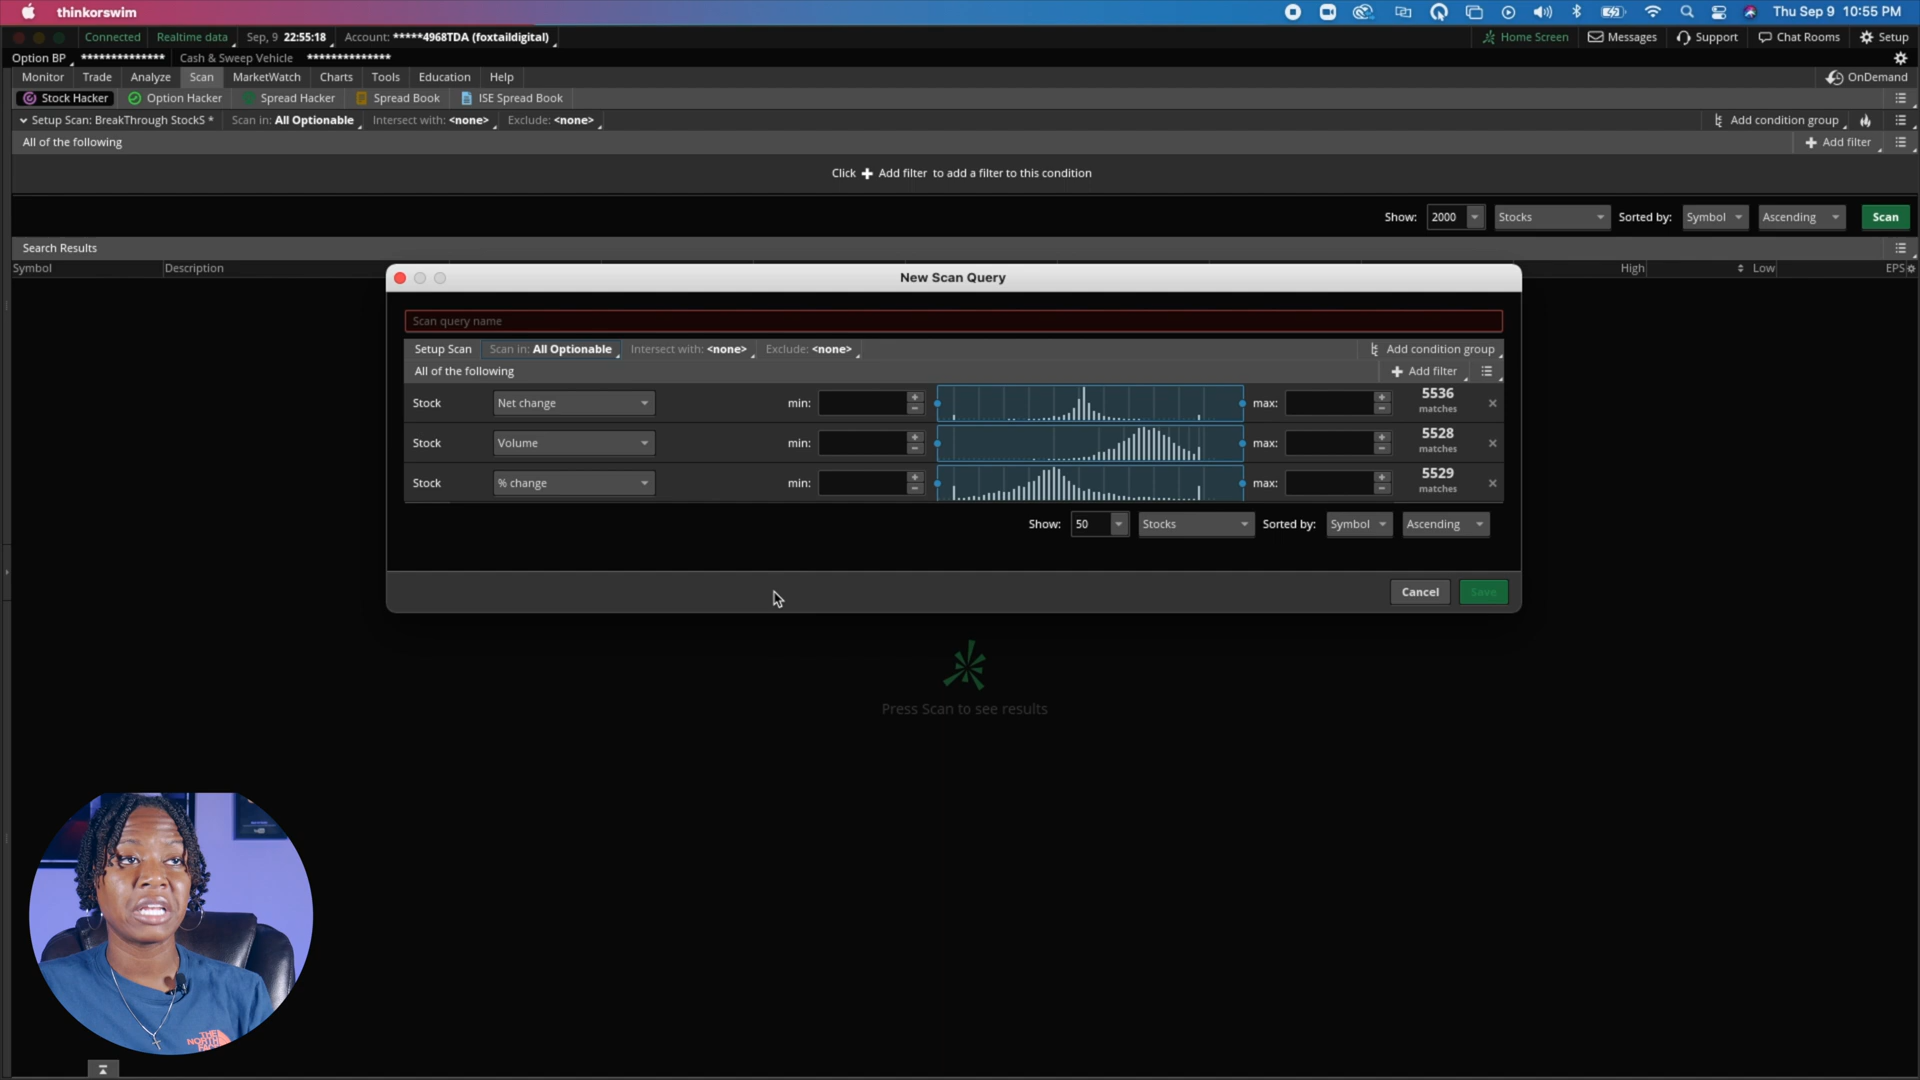 thinkorswim
Thu Sep 9 10:55 PM
Connected Realtime data Sep, 9 22:55:18 Account: *****4968TDA (foxtaildigital) Home Screen Messages Support Chat Rooms Setup
Option BP ************** Cash & Sweep Vehicle **************
Monitor Trade Analyze Scan MarketWatch Charts Tools Education Help OnDemand
Stock Hacker Option Hacker Spread Hacker Spread Book ISE Spread Book
Setup Scan: BreakThrough StockS * Scan in: All Optionable Intersect with: <none> Exclude: <none> Add condition group
All of the following Add filter
Click + Add filter to add a filter to this condition
Show: 2000 Stocks Sorted by: Symbol Ascending Scan
Search Results
Symbol Description High Low EPS
New Scan Query
Scan query name
Setup Scan Scan in: All Optionable Intersect with: <none> Exclude: <none> Add condition group
All of the following Add filter
Stock Net change min: max: 5536 matches
Stock Volume min: max: 5528 matches
Stock % change min: max: 5529 matches
Show: 50 Stocks Sorted by: Symbol Ascending
Cancel Save
Press Scan to see results
THE
NORTH
FACE